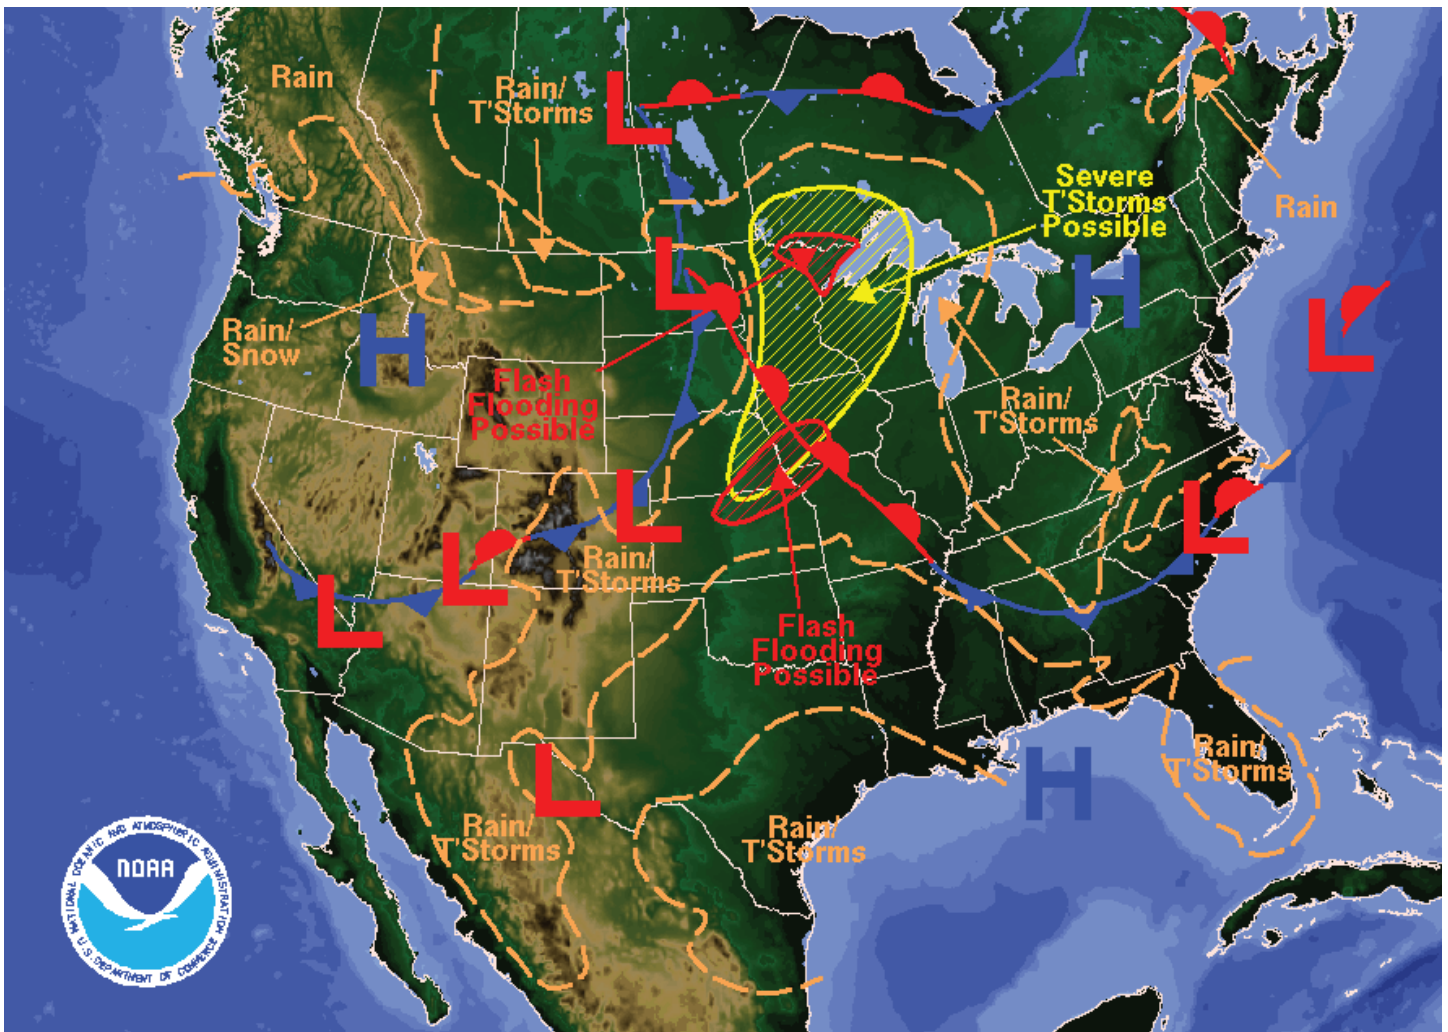 Rain
Rain/
T'Storms
L
Severe
T'Storms
Possible
Rain
L
H
Rain/
Snow
H
L
Flash
Flooding
Possible
Rain/
T'Storms
L
L
Rain/
T'Storms
L
L
Flash
Flooding
Possible
L
H
Rain/
T'Storms
Rain/
T'Storms
Rain/
T'Storms
NATIONAL OCEANIC AND ATMOSPHERIC ADMINISTRATION
NOAA
U.S. DEPARTMENT OF COMMERCE